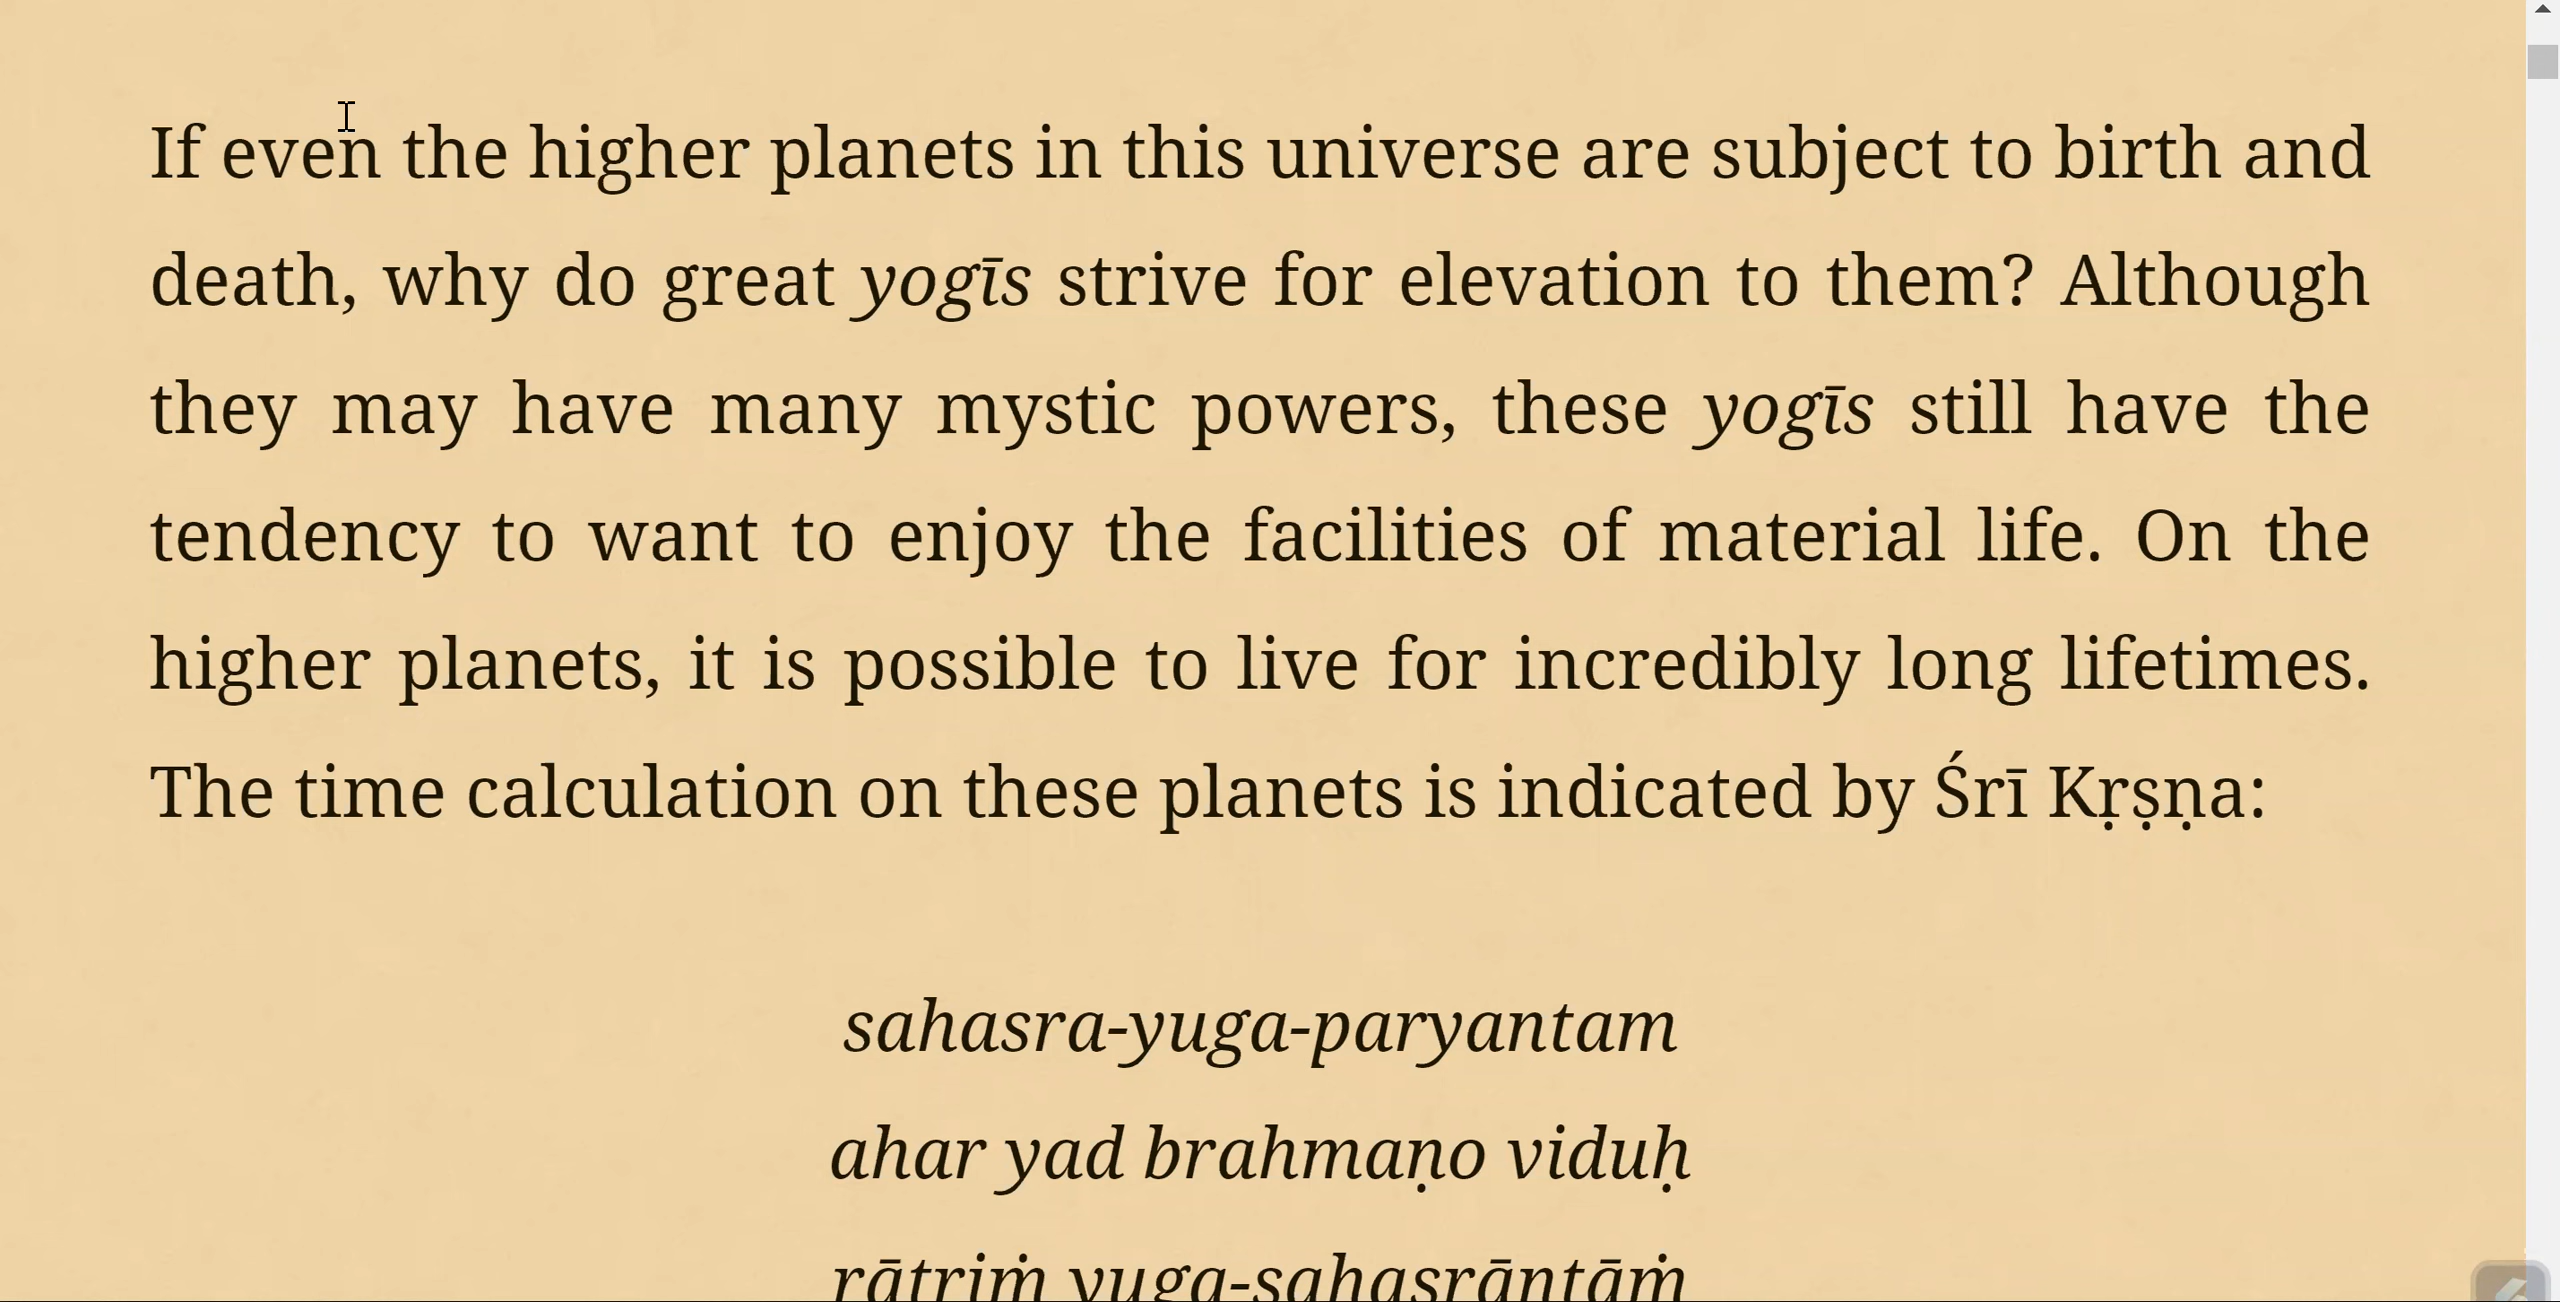 If even the higher planets in this universe are subject to birth and
death, why do great yogīs strive for elevation to them? Although
they may have many mystic powers, these yogīs still have the
tendency to want to enjoy the facilities of material life. On the
higher planets, it is possible to live for incredibly long lifetimes.
The time calculation on these planets is indicated by Śrī Kṛṣṇa:
sahasra-yuga-paryantam
ahar yad brahmaṇo viduḥ
rātriṁ yuga-sahasrāntāṁ